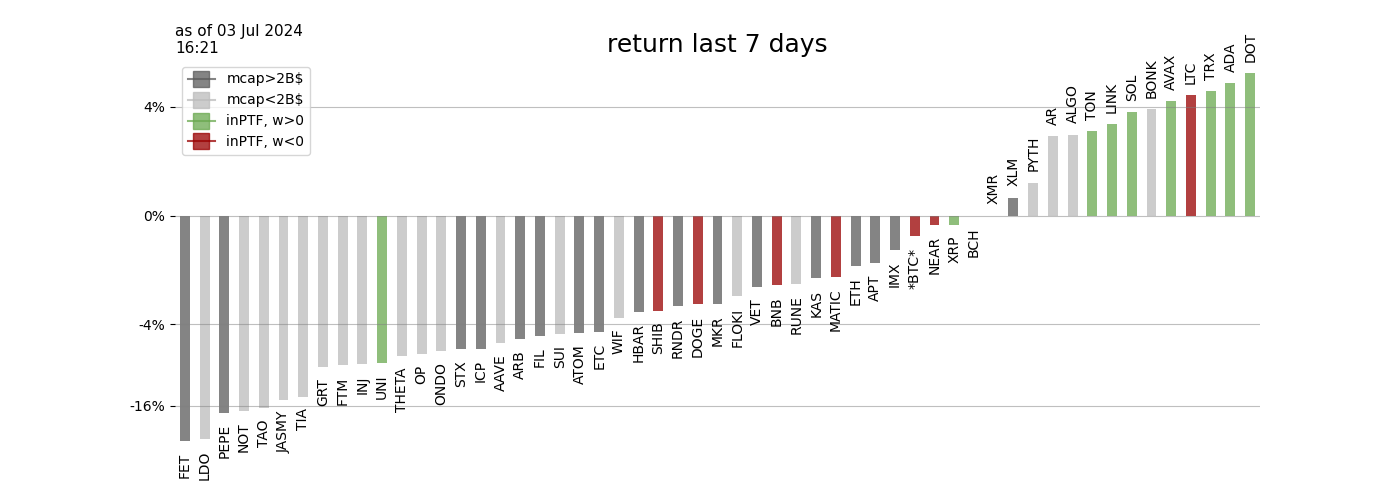 as of 03 Jul 2024
16:21
return last 7 days
mcap>2B$
mcap<2B$
inPTF, w>0
inPTF, w<0
4%
0%
-4%
-16%
FET
LDO
PEPE
NOT
TAO
JASMY
TIA
GRT
FTM
INJ
UNI
THETA
OP
ONDO
STX
ICP
AAVE
ARB
FIL
SUI
ATOM
ETC
WIF
HBAR
SHIB
RNDR
DOGE
MKR
FLOKI
VET
BNB
RUNE
KAS
MATIC
ETH
APT
IMX
*BTC*
NEAR
XRP
BCH
XMR
XLM
PYTH
AR
ALGO
TON
LINK
SOL
BONK
AVAX
LTC
TRX
ADA
DOT